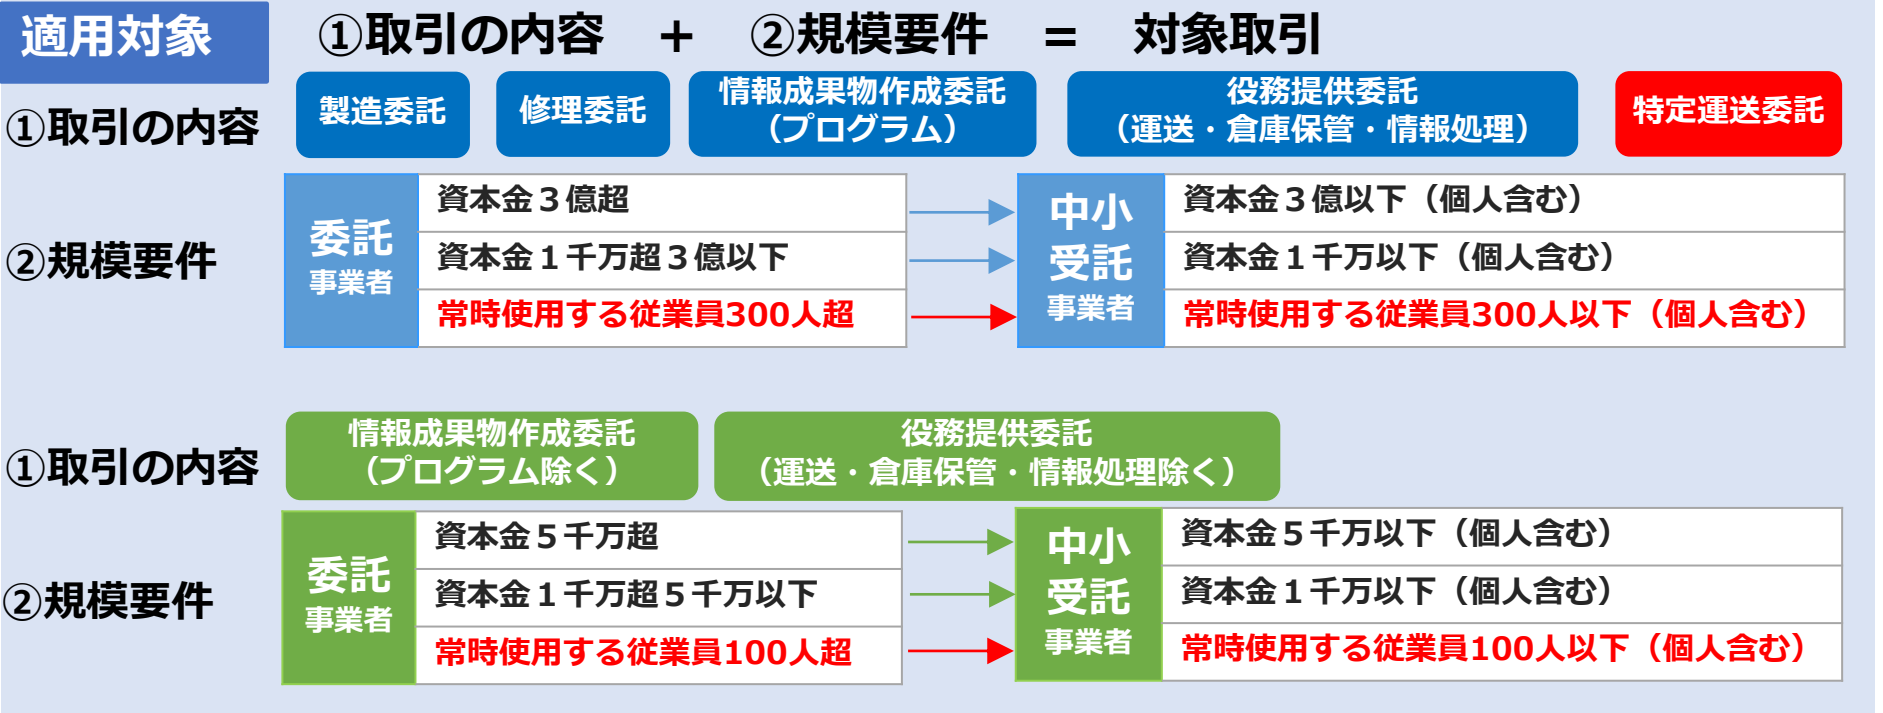 適用対象
①取引の内容 + ②規模要件 = 対象取引
①取引の内容
製造委託
修理委託
情報成果物作成委託
（プログラム）
役務提供委託
（運送・倉庫保管・情報処理）
特定運送委託
②規模要件
委託
事業者
資本金３億超
資本金１千万超３億以下
常時使用する従業員300人超
中小
受託
事業者
資本金３億以下（個人含む）
資本金１千万以下（個人含む）
常時使用する従業員300人以下（個人含む）
①取引の内容
情報成果物作成委託
（プログラム除く）
役務提供委託
（運送・倉庫保管・情報処理除く）
②規模要件
委託
事業者
資本金５千万超
資本金１千万超５千万以下
常時使用する従業員100人超
中小
受託
事業者
資本金５千万以下（個人含む）
資本金１千万以下（個人含む）
常時使用する従業員100人以下（個人含む）